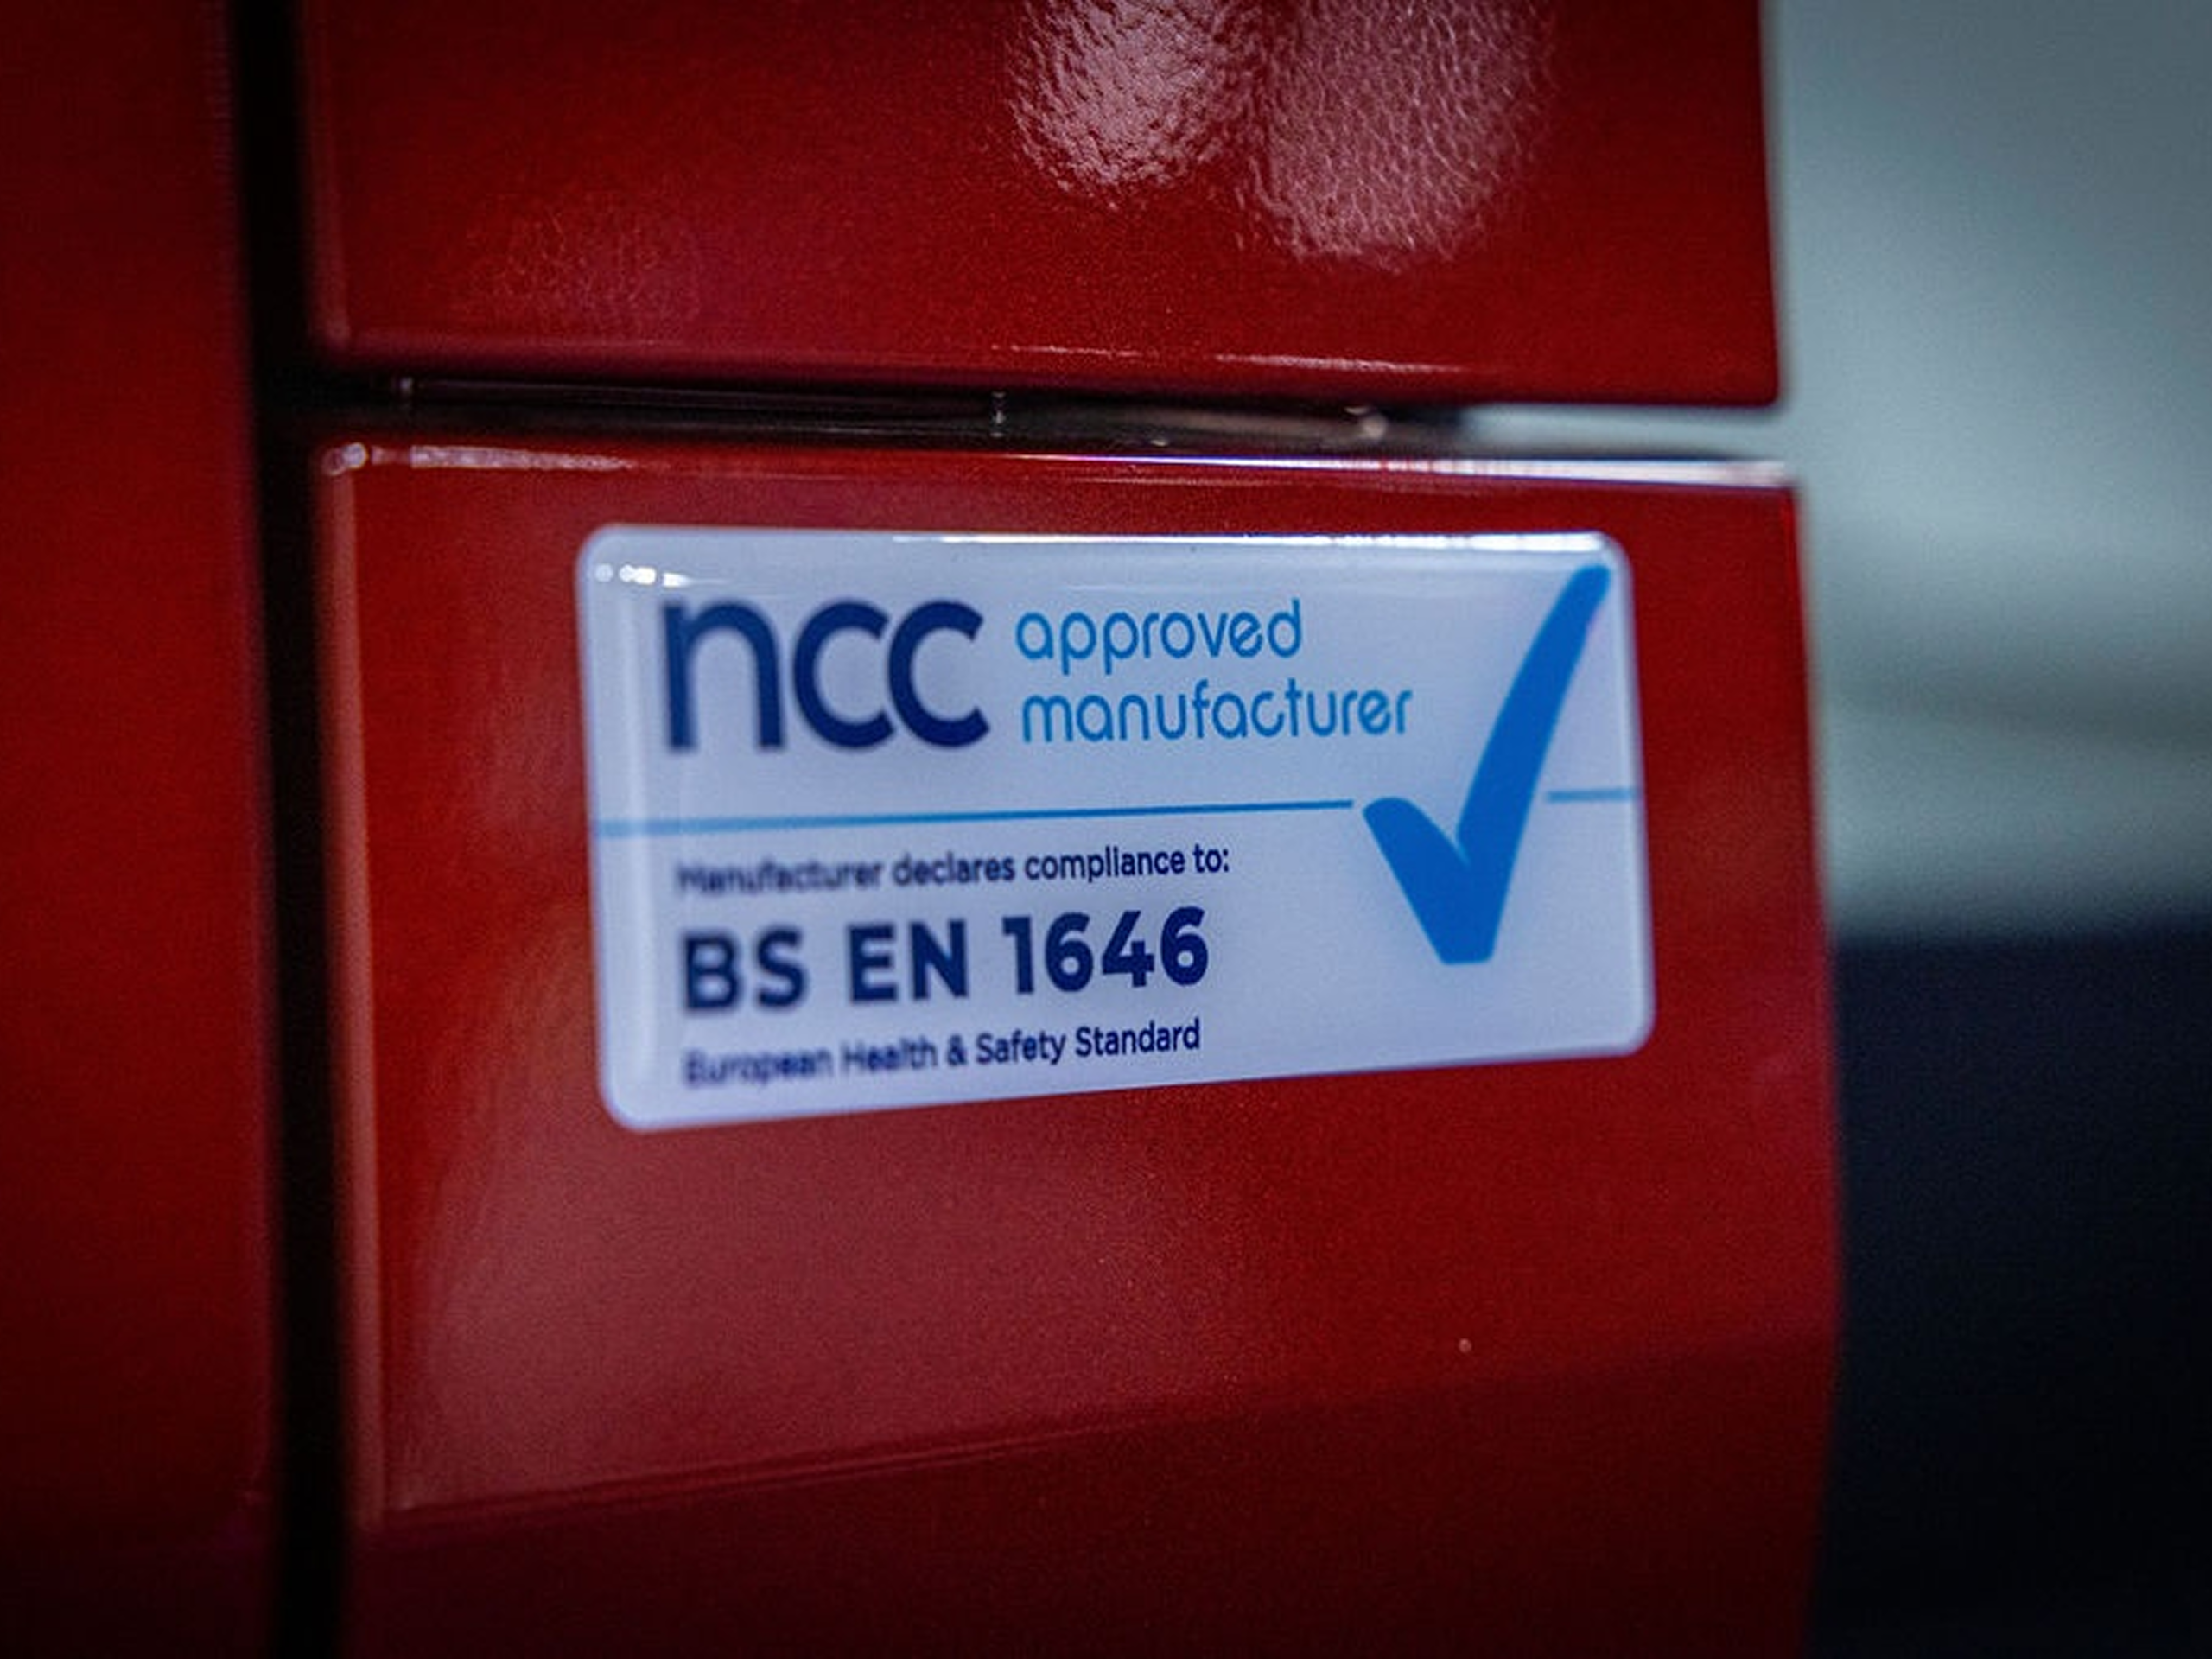 ncc approved
manufacturer
Manufacturer declares compliance to:
BS EN 1646
European Health & Safety Standard